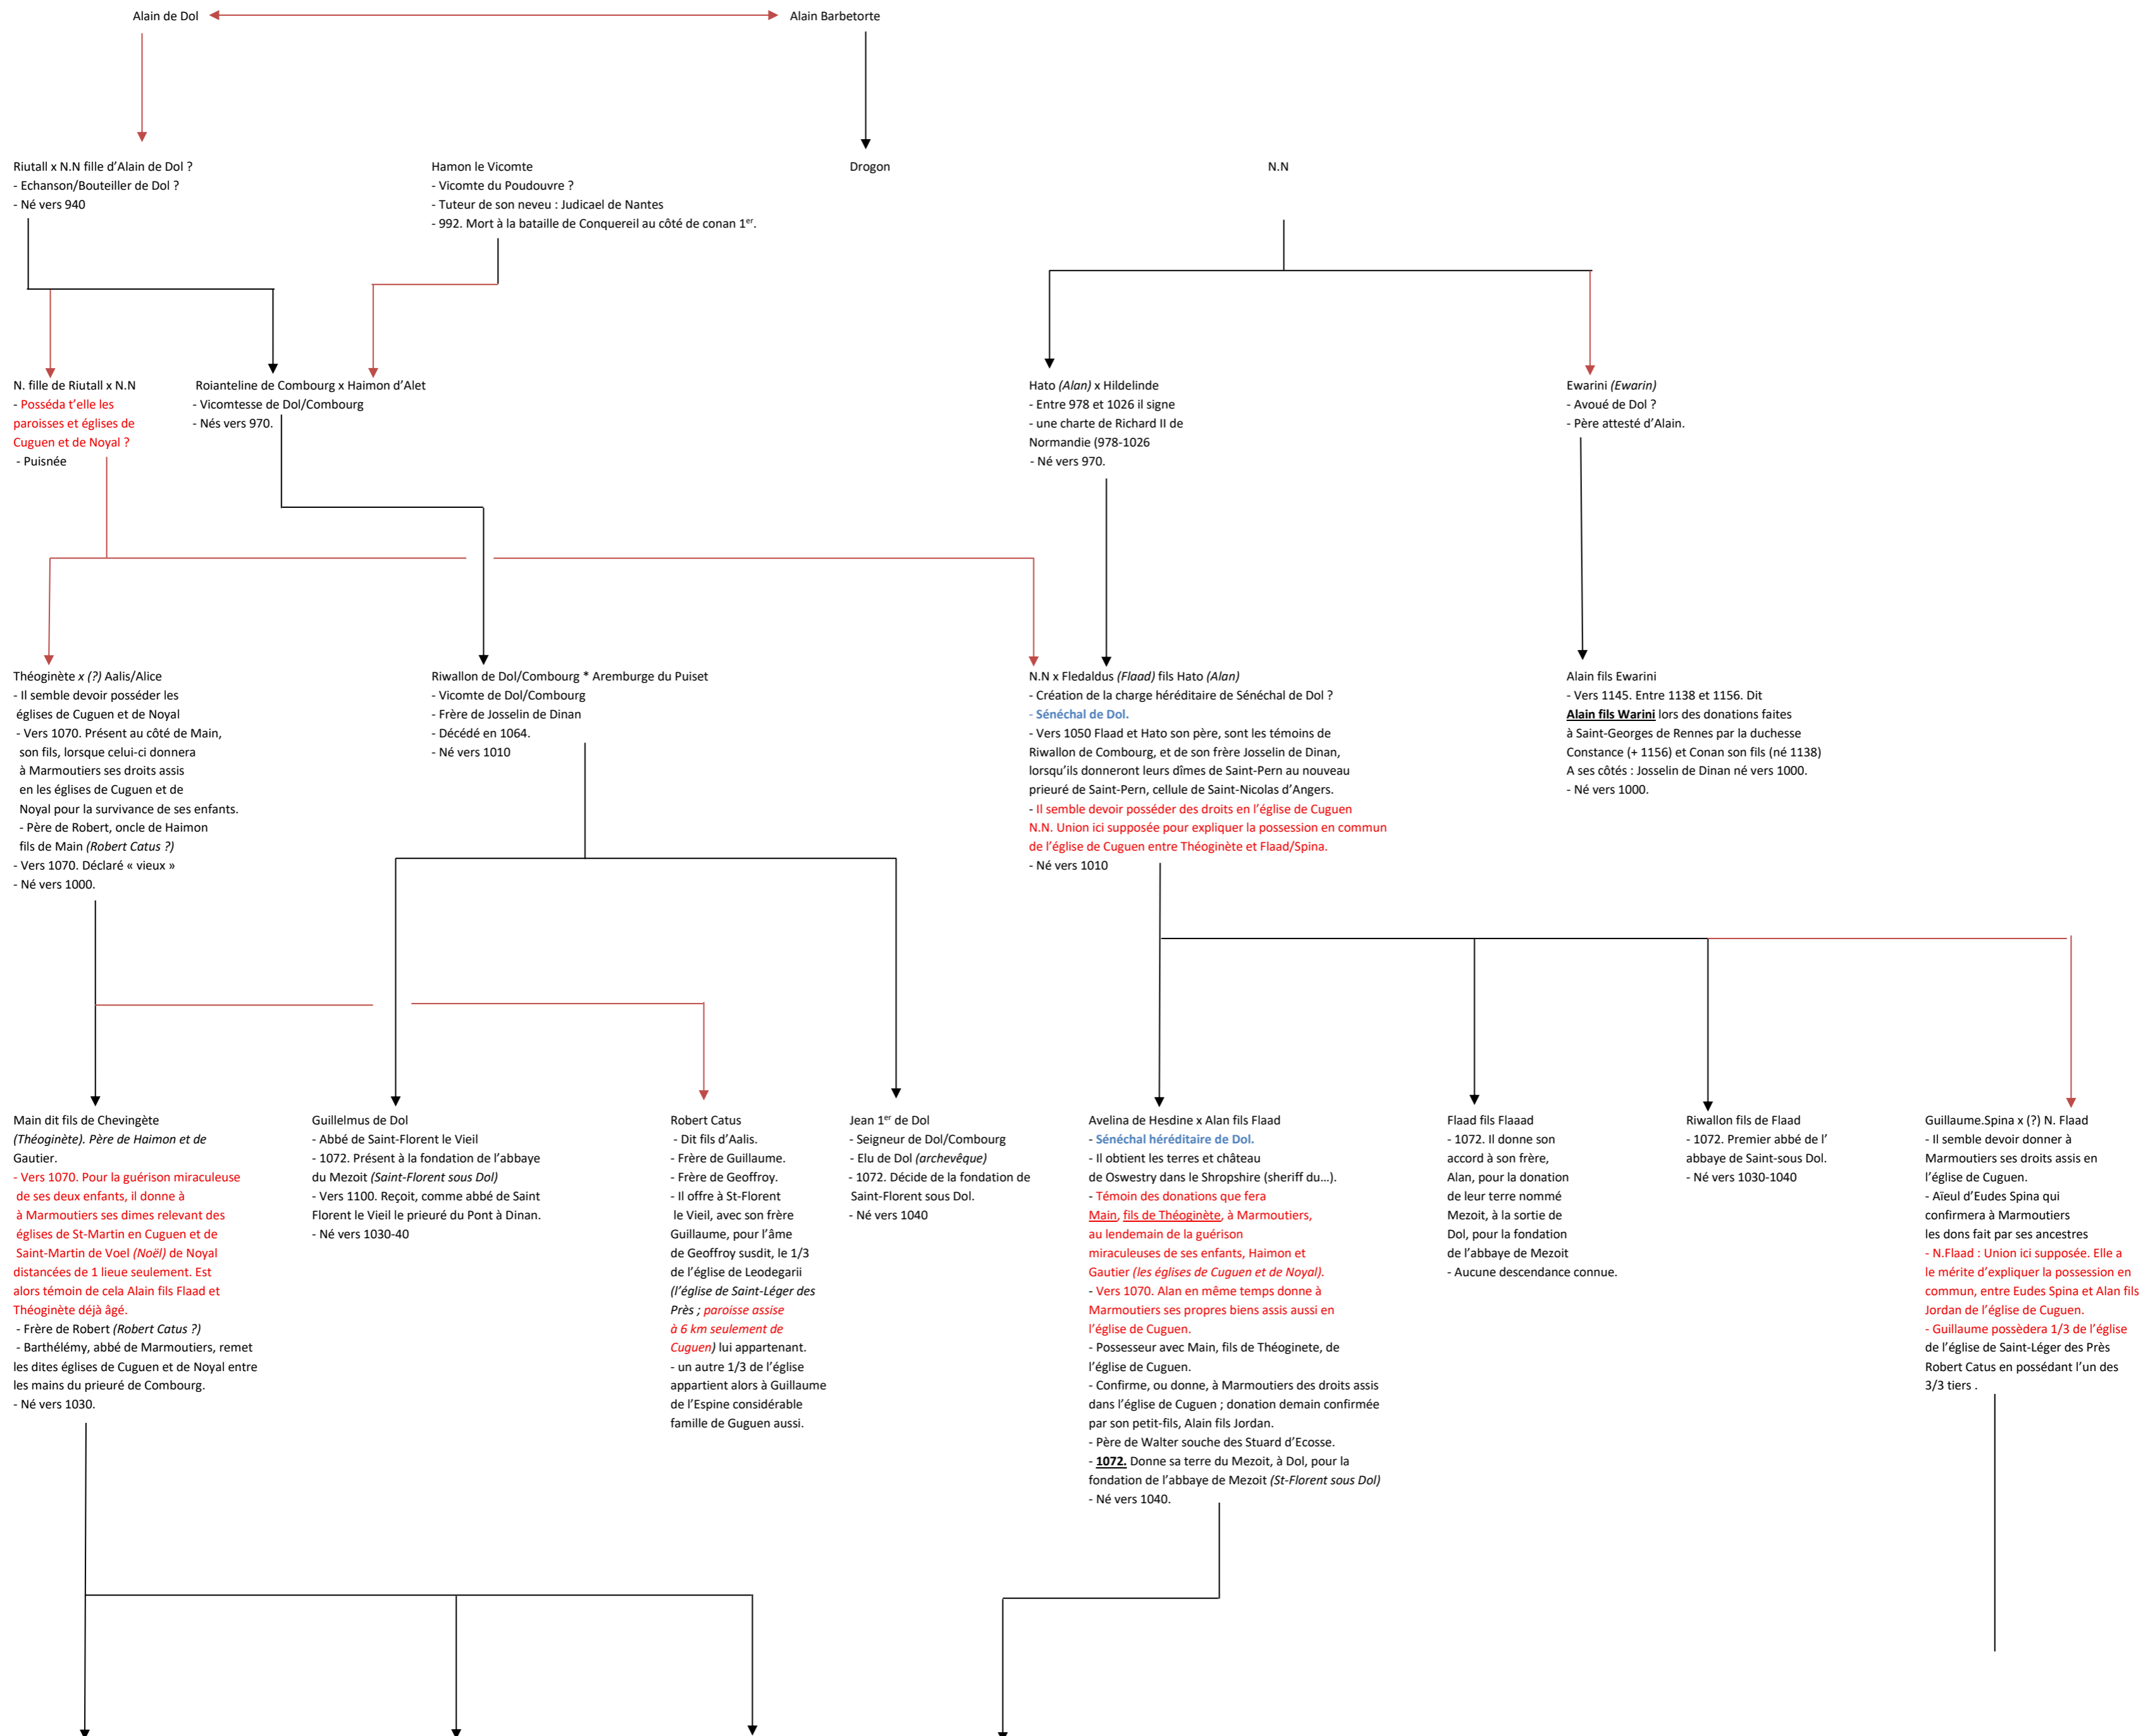 Alain de Dol
Alain Barbetorte
Riutall x N.N fille d’Alain de Dol ?
- Echanson/Bouteiller de Dol ?
- Né vers 940
Hamon le Vicomte
- Vicomte du Poudouvre ?
- Tuteur de son neveu : Judicael de Nantes
- 992. Mort à la bataille de Conquereil au côté de conan 1er.
Drogon
N.N
N. fille de Riutall x N.N
- Posséda t’elle les
paroisses et églises de
Cuguen et de Noyal ?
- Puisnée
Roianteline de Combourg x Haimon d’Alet
- Vicomtesse de Dol/Combourg
- Nés vers 970.
Hato (Alan) x Hildelinde
- Entre 978 et 1026 il signe
- une charte de Richard II de
Normandie (978-1026
- Né vers 970.
Ewarini (Ewarin)
- Avoué de Dol ?
- Père attesté d’Alain.
Théoginète x (?) Aalis/Alice
- Il semble devoir posséder les
églises de Cuguen et de Noyal
- Vers 1070. Présent au côté de Main,
son fils, lorsque celui-ci donnera
à Marmoutiers ses droits assis
en les églises de Cuguen et de
Noyal pour la survivance de ses enfants.
- Père de Robert, oncle de Haimon
fils de Main (Robert Catus ?)
- Vers 1070. Déclaré « vieux »
- Né vers 1000.
Riwallon de Dol/Combourg * Aremburge du Puiset
- Vicomte de Dol/Combourg
- Frère de Josselin de Dinan
- Décédé en 1064.
- Né vers 1010
N.N x Fledaldus (Flaad) fils Hato (Alan)
- Création de la charge héréditaire de Sénéchal de Dol ?
- Sénéchal de Dol.
- Vers 1050 Flaad et Hato son père, sont les témoins de
Riwallon de Combourg, et de son frère Josselin de Dinan,
lorsqu’ils donneront leurs dîmes de Saint-Pern au nouveau
prieuré de Saint-Pern, cellule de Saint-Nicolas d’Angers.
- Il semble devoir posséder des droits en l’église de Cuguen
N.N. Union ici supposée pour expliquer la possession en commun
de l’église de Cuguen entre Théoginète et Flaad/Spina.
- Né vers 1010
Alain fils Ewarini
- Vers 1145. Entre 1138 et 1156. Dit
Alain fils Warini lors des donations faites
à Saint-Georges de Rennes par la duchesse
Constance (+ 1156) et Conan son fils (né 1138)
A ses côtés : Josselin de Dinan né vers 1000.
- Né vers 1000.
Main dit fils de Chevingète
(Théoginète). Père de Haimon et de
Gautier.
- Vers 1070. Pour la guérison miraculeuse
de ses deux enfants, il donne à
à Marmoutiers ses dimes relevant des
églises de St-Martin en Cuguen et de
Saint-Martin de Voel (Noël) de Noyal
distancées de 1 lieue seulement. Est
alors témoin de cela Alain fils Flaad et
Théoginète déjà âgé.
- Frère de Robert (Robert Catus ?)
- Barthélémy, abbé de Marmoutiers, remet
les dites églises de Cuguen et de Noyal entre
les mains du prieuré de Combourg.
- Né vers 1030.
Guillelmus de Dol
- Abbé de Saint-Florent le Vieil
- 1072. Présent à la fondation de l’abbaye
du Mezoit (Saint-Florent sous Dol)
- Vers 1100. Reçoit, comme abbé de Saint
Florent le Vieil le prieuré du Pont à Dinan.
- Né vers 1030-40
Robert Catus
- Dit fils d’Aalis.
- Frère de Guillaume.
- Frère de Geoffroy.
- Il offre à St-Florent
le Vieil, avec son frère
Guillaume, pour l’âme
de Geoffroy susdit, le 1/3
de l’église de Leodegarii
(l’église de Saint-Léger des
Près ; paroisse assise
à 6 km seulement de
Cuguen) lui appartenant.
- un autre 1/3 de l’église
appartient alors à Guillaume
de l’Espine considérable
famille de Guguen aussi.
Jean 1er de Dol
- Seigneur de Dol/Combourg
- Elu de Dol (archevêque)
- 1072. Décide de la fondation de
Saint-Florent sous Dol.
- Né vers 1040
Avelina de Hesdine x Alan fils Flaad
- Sénéchal héréditaire de Dol.
- Il obtient les terres et château
de Oswestry dans le Shropshire (sheriff du…).
- Témoin des donations que fera
Main, fils de Théoginète, à Marmoutiers,
au lendemain de la guérison
miraculeuses de ses enfants, Haimon et
Gautier (les églises de Cuguen et de Noyal).
- Vers 1070. Alan en même temps donne à
Marmoutiers ses propres biens assis aussi en
l’église de Cuguen.
- Possesseur avec Main, fils de Théoginete, de
l’église de Cuguen.
- Confirme, ou donne, à Marmoutiers des droits assis
dans l’église de Cuguen ; donation demain confirmée
par son petit-fils, Alain fils Jordan.
- Père de Walter souche des Stuard d’Ecosse.
- 1072. Donne sa terre du Mezoit, à Dol, pour la
fondation de l’abbaye de Mezoit (St-Florent sous Dol)
- Né vers 1040.
Flaad fils Flaaad
- 1072. Il donne son
accord à son frère,
Alan, pour la donation
de leur terre nommé
Mezoit, à la sortie de
Dol, pour la fondation
de l’abbaye de Mezoit
- Aucune descendance connue.
Riwallon fils de Flaad
- 1072. Premier abbé de l’
abbaye de Saint-sous Dol.
- Né vers 1030-1040
Guillaume.Spina x (?) N. Flaad
- Il semble devoir donner à
Marmoutiers ses droits assis en
l’église de Cuguen.
- Aïeul d’Eudes Spina qui
confirmera à Marmoutiers
les dons fait par ses ancestres
- N.Flaad : Union ici supposée. Elle a
le mérite d’expliquer la possession en
commun, entre Eudes Spina et Alan fils
Jordan de l’église de Cuguen.
- Guillaume possèdera 1/3 de l’église
de l’église de Saint-Léger des Près
Robert Catus en possédant l’un des
3/3 tiers .